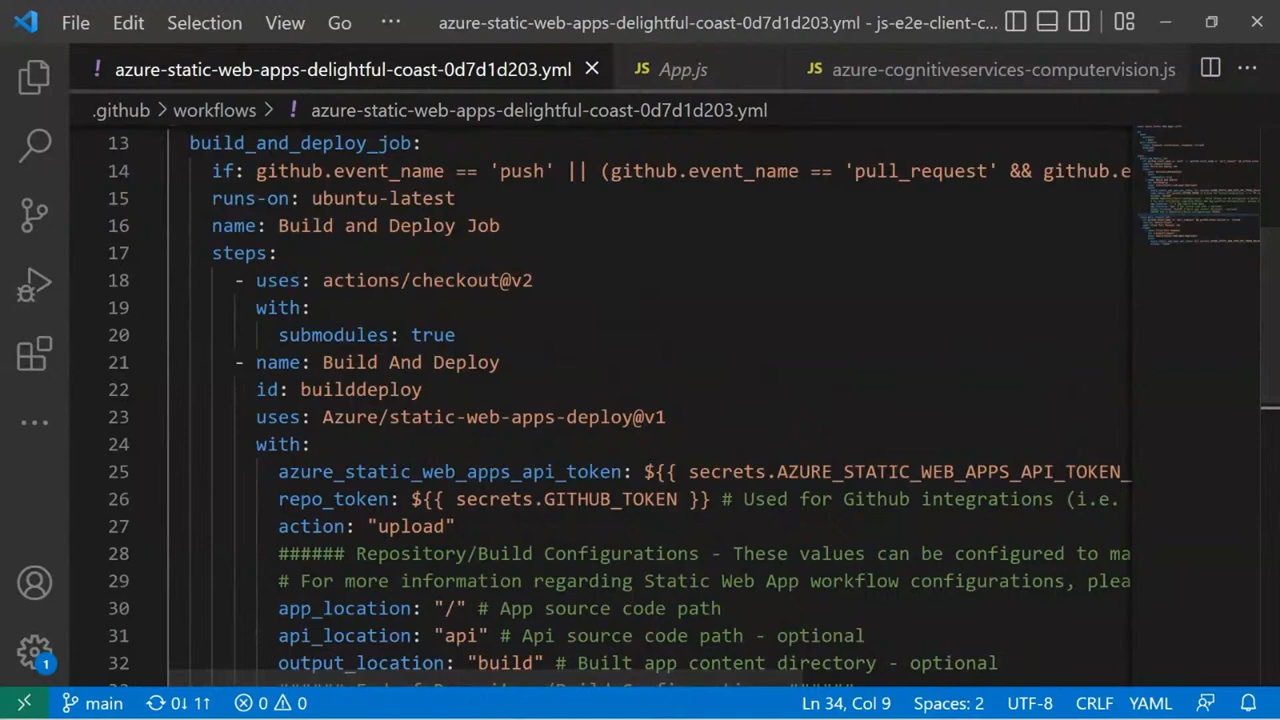 File Edit Selection View Go ··· azure-static-web-apps-delightful-coast-0d7d1d203.yml - js-e2e-client-c...
! azure-static-web-apps-delightful-coast-0d7d1d203.yml JS App.js JS azure-cognitiveservices-computervision.js ···
.github > workflows > ! azure-static-web-apps-delightful-coast-0d7d1d203.yml
13 build_and_deploy_job:
14 if: github.event_name == 'push' || (github.event_name == 'pull_request' && github.e
15 runs-on: ubuntu-latest
16 name: Build and Deploy Job
17 steps:
18 - uses: actions/checkout@v2
19 with:
20 submodules: true
21 - name: Build And Deploy
22 id: builddeploy
23 uses: Azure/static-web-apps-deploy@v1
24 with:
25 azure_static_web_apps_api_token: ${{ secrets.AZURE_STATIC_WEB_APPS_API_TOKEN_
26 repo_token: ${{ secrets.GITHUB_TOKEN }} # Used for Github integrations (i.e.
27 action: "upload"
28 ###### Repository/Build Configurations - These values can be configured to ma
29 # For more information regarding Static Web App workflow configurations, plea
30 app_location: "/" # App source code path
31 api_location: "api" # Api source code path - optional
32 output_location: "build" # Built app content directory - optional
1
main 0↓ 1↑ 0 0 Ln 34, Col 9 Spaces: 2 UTF-8 CRLF YAML